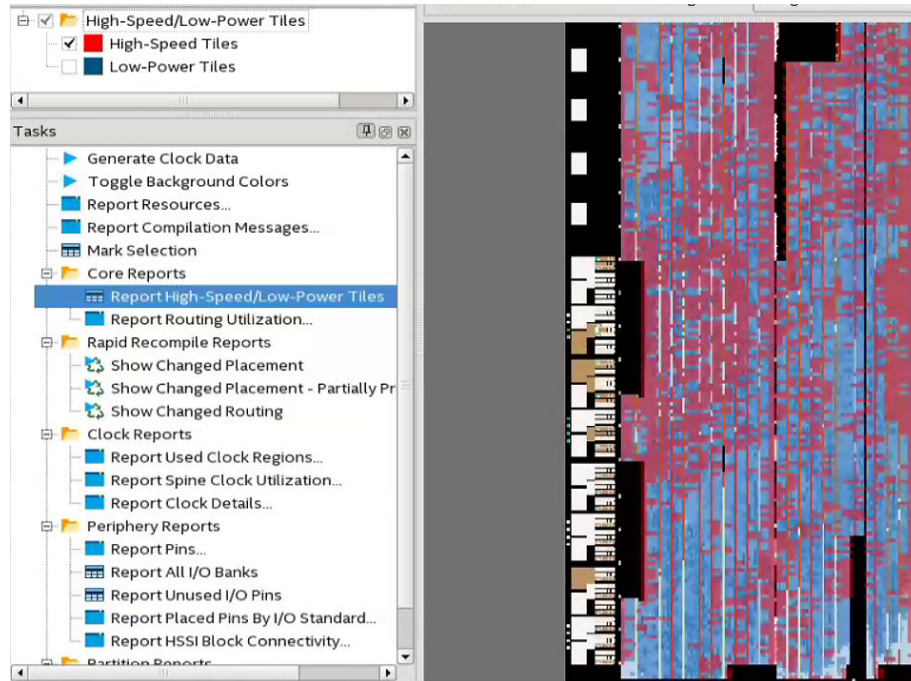 High-Speed/Low-Power Tiles
High-Speed Tiles
Low-Power Tiles
Tasks
Generate Clock Data
Toggle Background Colors
Report Resources...
Report Compilation Messages...
Mark Selection
Core Reports
Report High-Speed/Low-Power Tiles
Report Routing Utilization...
Rapid Recompile Reports
Show Changed Placement
Show Changed Placement - Partially Pr
Show Changed Routing
Clock Reports
Report Used Clock Regions...
Report Spine Clock Utilization...
Report Clock Details...
Periphery Reports
Report Pins...
Report All I/O Banks
Report Unused I/O Pins
Report Placed Pins By I/O Standard...
Report HSSI Block Connectivity...
Partition Reports